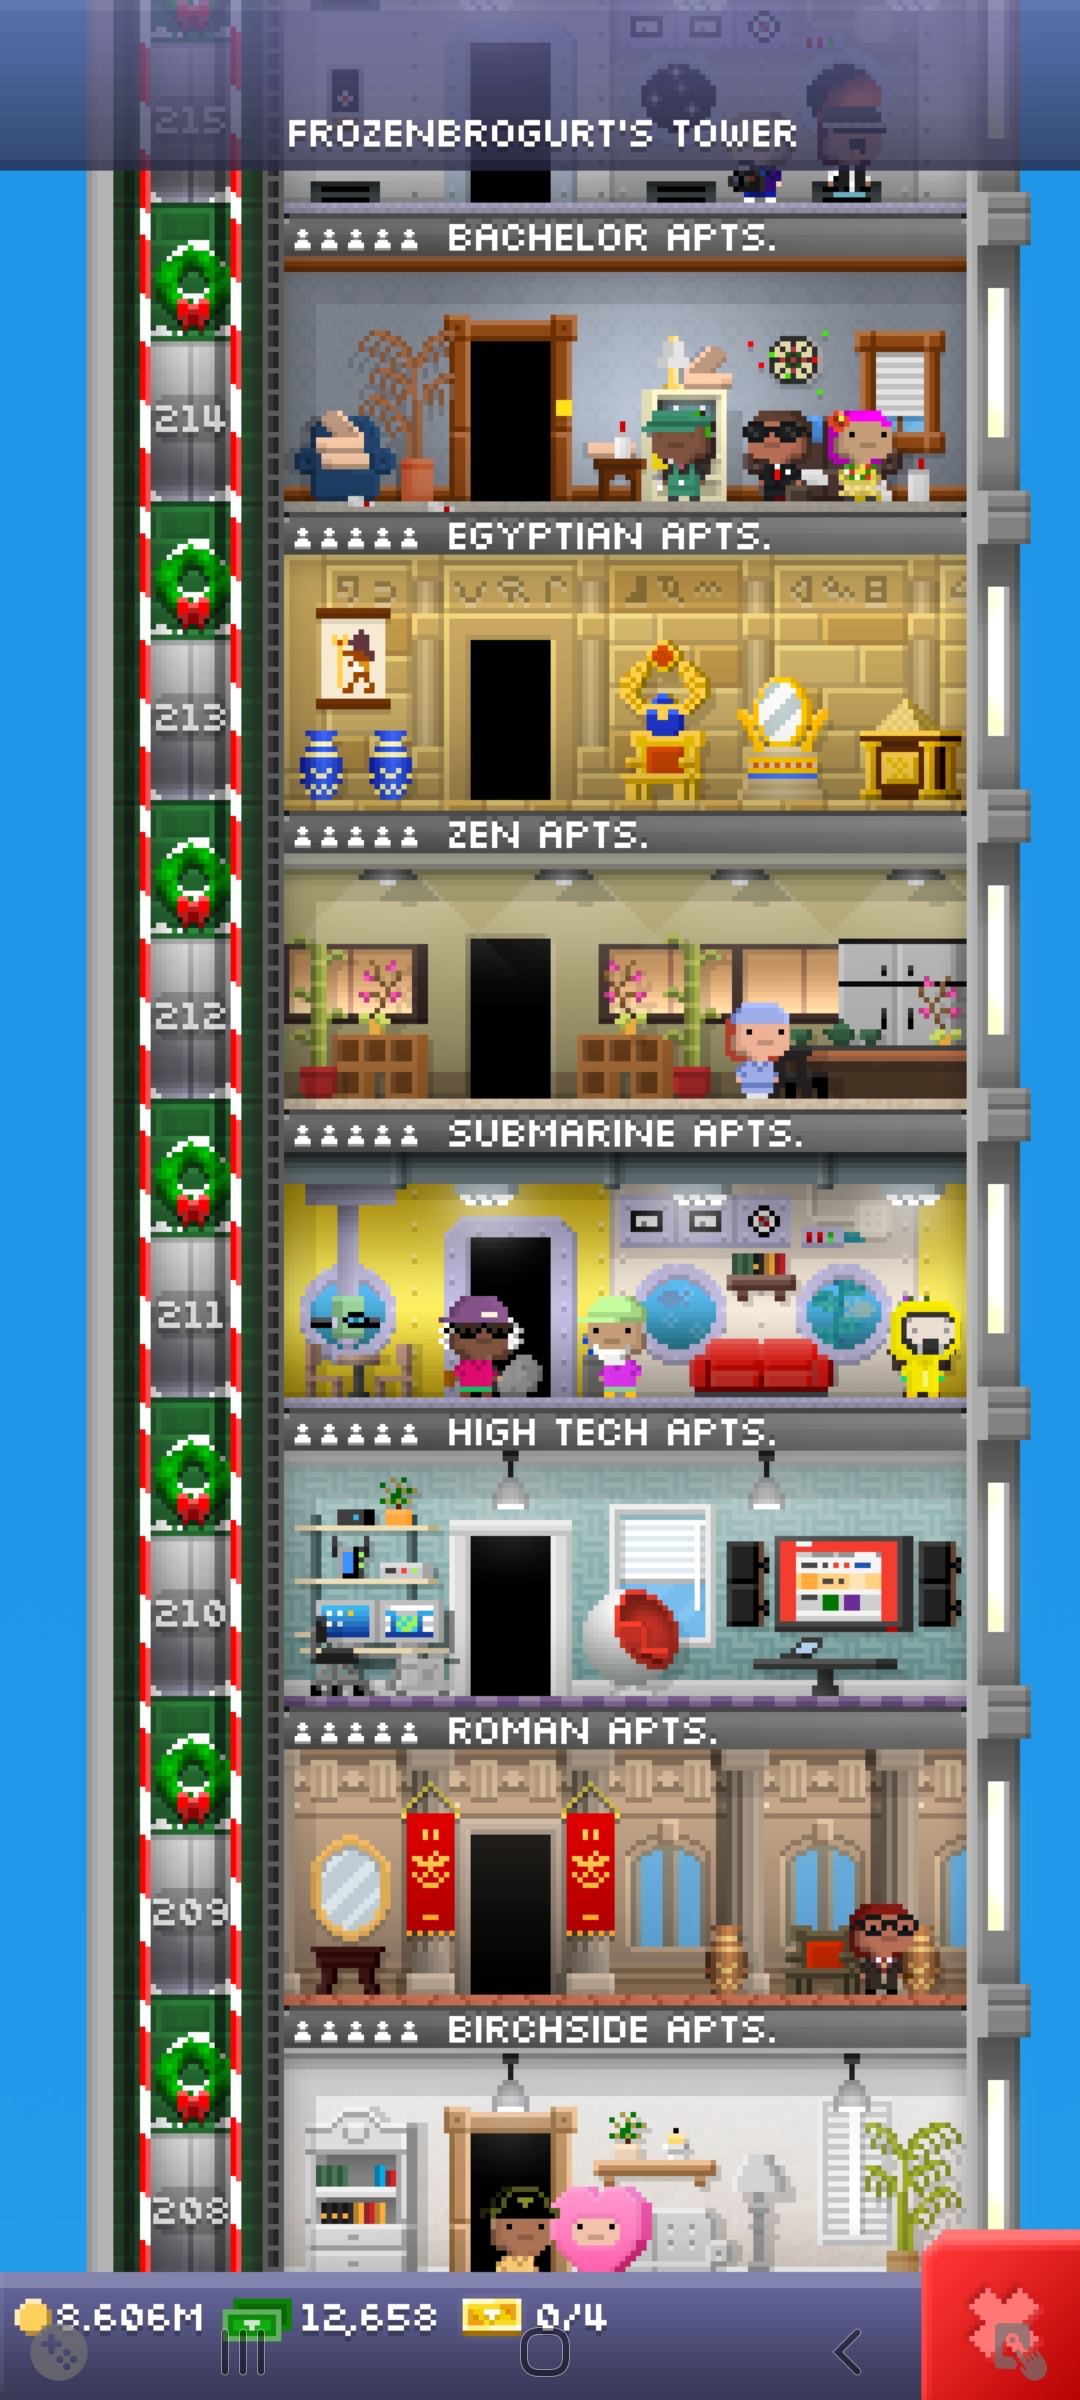 215
FROZENBROGURT'S TOWER
BACHELOR APTS.
214
EGYPTIAN APTS.
213
ZEN APTS.
212
SUBMARINE APTS.
211
HIGH TECH APTS.
210
ROMAN APTS.
209
BIRCHSIDE APTS.
208
8.606M 12,658 0/4